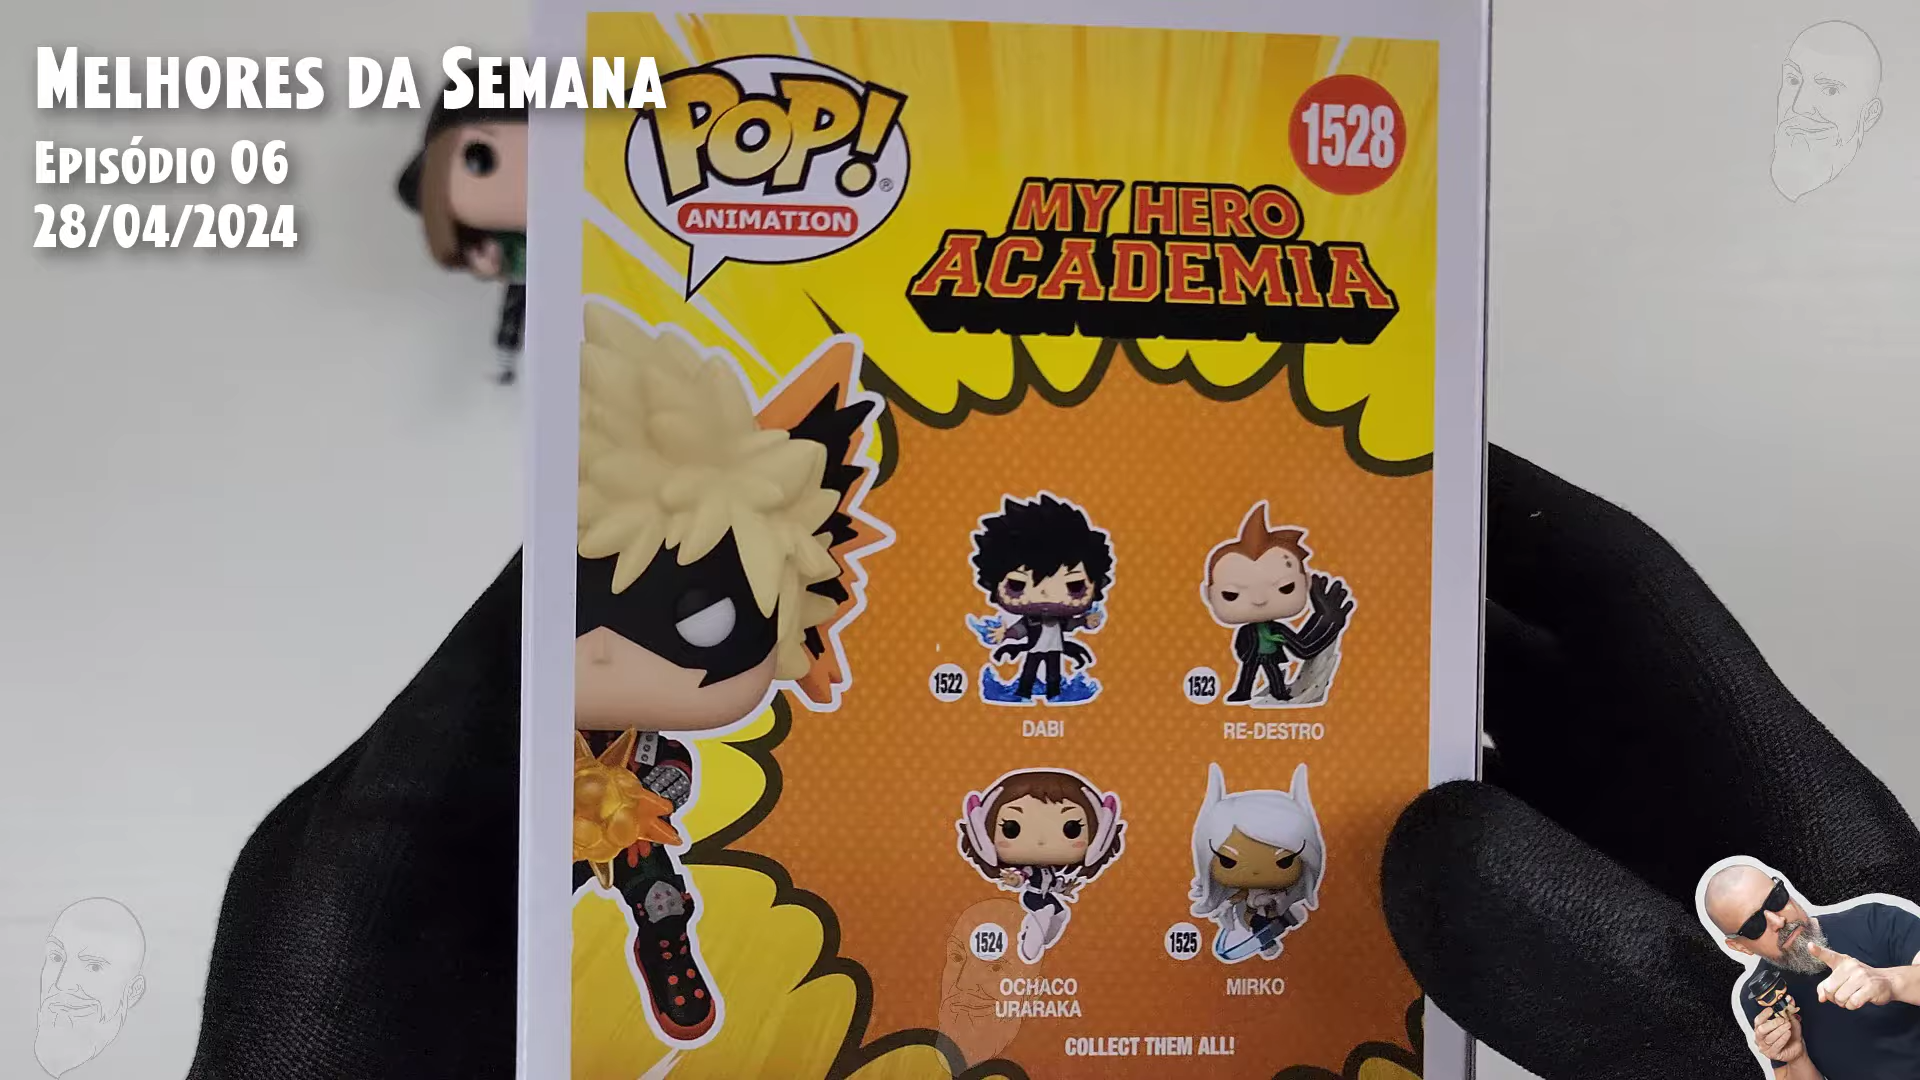 MELHORES DA SEMANA
EPISÓDIO 06
28/04/2024
POP!
ANIMATION
1528
MY HERO
ACADEMIA
1522
DABI
1523
RE-DESTRO
1524
OCHACO
URARAKA
1525
MIRKO
COLLECT THEM ALL!